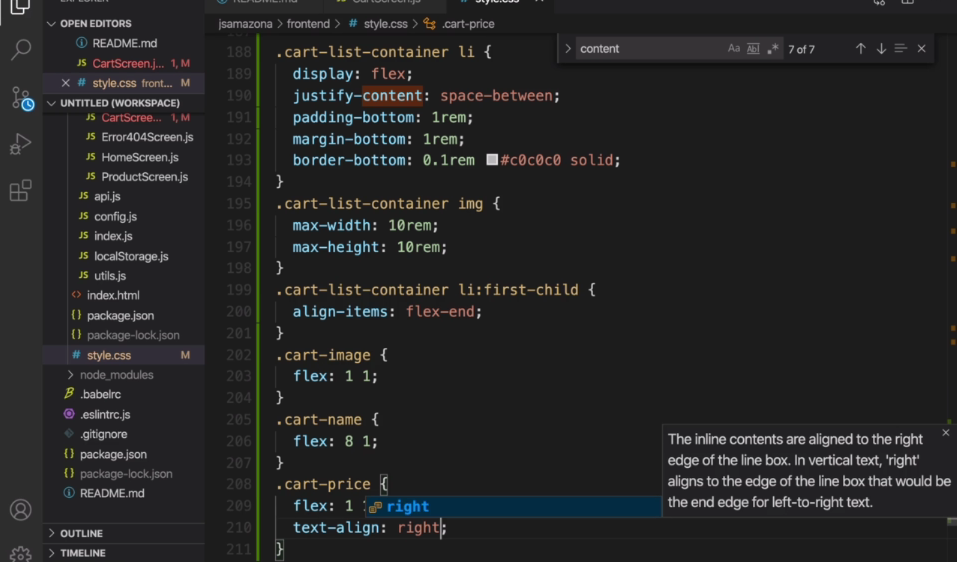 OPEN EDITORS
README.md
JS CartScreen.j... 1, M
# style.css front... M
UNTITLED (WORKSPACE)
JS CartScree... 1, M
JS Error404Screen.js
JS HomeScreen.js
JS ProductScreen.js
JS api.js
JS config.js
JS index.js
JS localStorage.js
JS utils.js
index.html
{} package.json
{} package-lock.json
# style.css M
node_modules
.babelrc
.eslintrc.js
.gitignore
{} package.json
{} package-lock.json
README.md
OUTLINE
TIMELINE
jsamazona > frontend > # style.css > .cart-price
content Aa Abl .* 7 of 7
188 .cart-list-container li {
189 display: flex;
190 justify-content: space-between;
191 padding-bottom: 1rem;
192 margin-bottom: 1rem;
193 border-bottom: 0.1rem #c0c0c0 solid;
194 }
195 .cart-list-container img {
196 max-width: 10rem;
197 max-height: 10rem;
198 }
199 .cart-list-container li:first-child {
200 align-items: flex-end;
201 }
202 .cart-image {
203 flex: 1 1;
204 }
205 .cart-name {
206 flex: 8 1;
207 }
208 .cart-price {
209 flex: 1
right
210 text-align: right;
211 }
The inline contents are aligned to the right
edge of the line box. In vertical text, 'right'
aligns to the edge of the line box that would be
the end edge for left-to-right text.